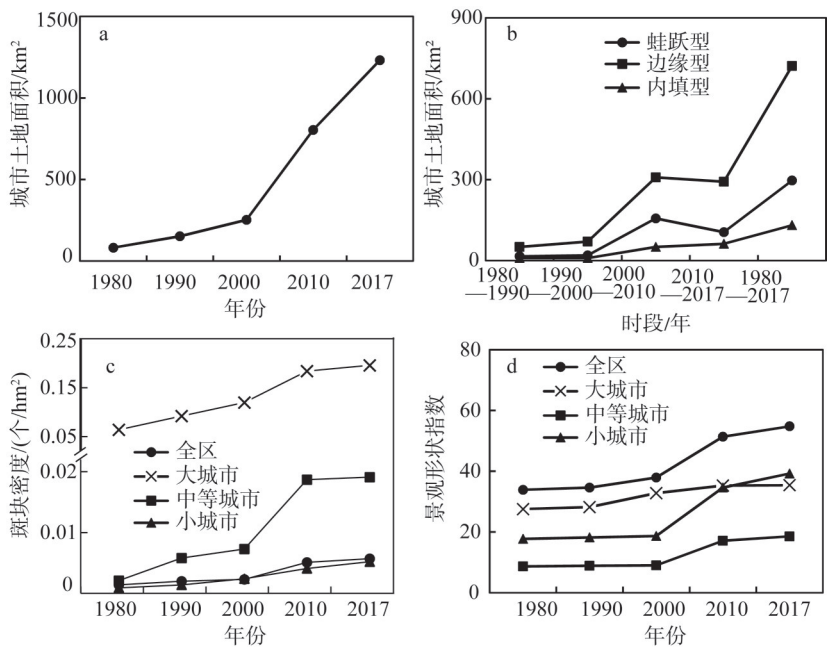 a
城市土地面积/km²
1500
1000
500
0
1980 1990 2000 2010 2017
年份
b
城市土地面积/km²
900
600
300
0
蛙跃型
边缘型
内填型
1980 1990 2000 2010 1980
—1990 —2000 —2010 —2017 —2017
时段/年
c
斑块密度/(个/hm²)
0.25
0.15
0.05
0.02
0.01
0
全区
大城市
中等城市
小城市
1980 1990 2000 2010 2017
年份
d
景观形状指数
80
60
40
20
0
全区
大城市
中等城市
小城市
1980 1990 2000 2010 2017
年份